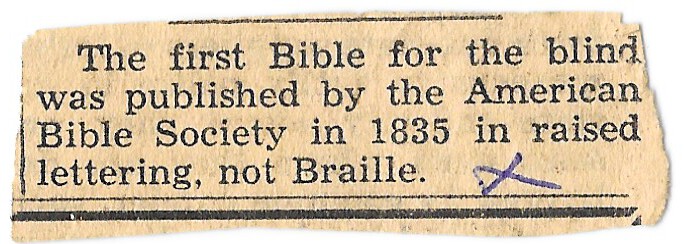 The first Bible for the blind
was published by the American
Bible Society in 1835 in raised
lettering, not Braille.